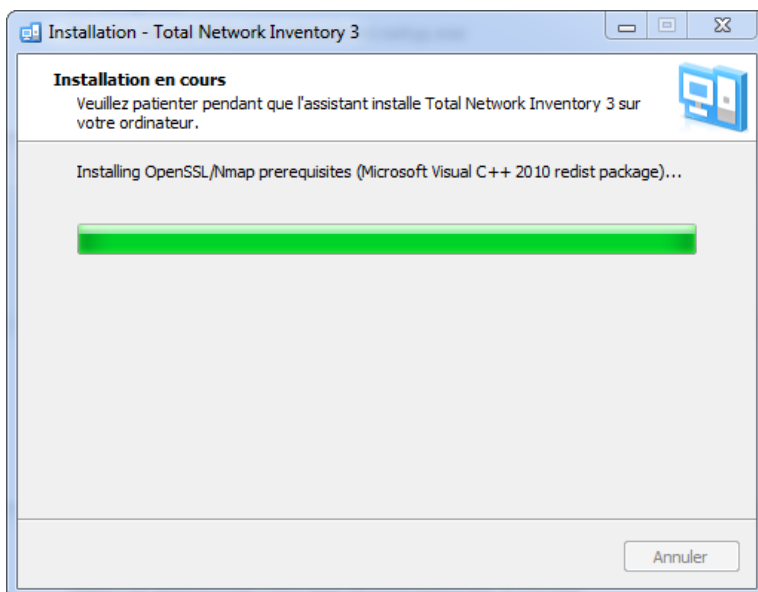 Installation - Total Network Inventory 3
Installation en cours
Veuillez patienter pendant que l'assistant installe Total Network Inventory 3 sur
votre ordinateur.
Installing OpenSSL/Nmap prerequisites (Microsoft Visual C++ 2010 redist package)...
Annuler